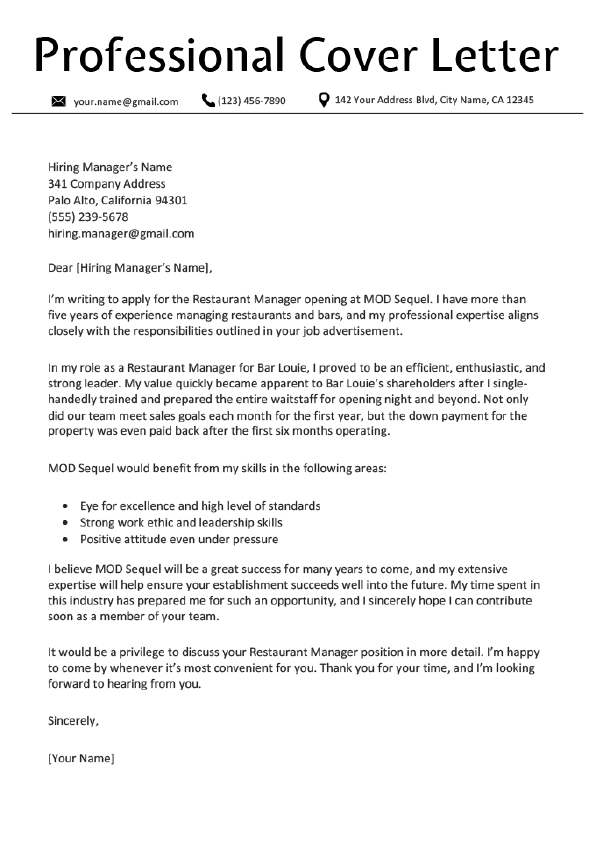 Professional Cover Letter
your.name@gmail.com (123) 456-7890 142 Your Address Blvd, City Name, CA 12345
Hiring Manager’s Name
341 Company Address
Palo Alto, California 94301
(555) 239-5678
hiring.manager@gmail.com
Dear [Hiring Manager’s Name],
I’m writing to apply for the Restaurant Manager opening at MOD Sequel. I have more than
five years of experience managing restaurants and bars, and my professional expertise aligns
closely with the responsibilities outlined in your job advertisement.
In my role as a Restaurant Manager for Bar Louie, I proved to be an efficient, enthusiastic, and
strong leader. My value quickly became apparent to Bar Louie’s shareholders after I single-
handedly trained and prepared the entire waitstaff for opening night and beyond. Not only
did our team meet sales goals each month for the first year, but the down payment for the
property was even paid back after the first six months operating.
MOD Sequel would benefit from my skills in the following areas:
• Eye for excellence and high level of standards
• Strong work ethic and leadership skills
• Positive attitude even under pressure
I believe MOD Sequel will be a great success for many years to come, and my extensive
expertise will help ensure your establishment succeeds well into the future. My time spent in
this industry has prepared me for such an opportunity, and I sincerely hope I can contribute
soon as a member of your team.
It would be a privilege to discuss your Restaurant Manager position in more detail. I’m happy
to come by whenever it’s most convenient for you. Thank you for your time, and I’m looking
forward to hearing from you.
Sincerely,
[Your Name]